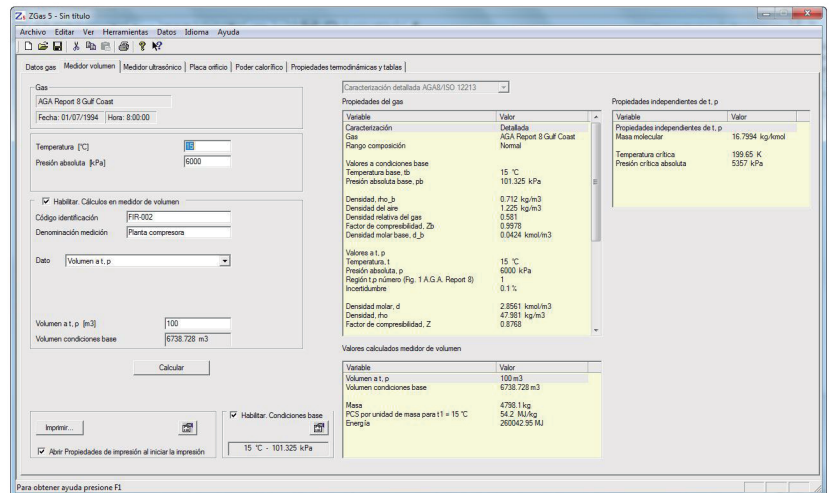 ZGas 5 - Sin título
Archivo Editar Ver Herramientas Datos Idioma Ayuda
Datos gas Medidor volumen Medidor ultrasónico Placa orificio Poder calorífico Propiedades termodinámicas y tablas
Gas
AGA Report 8 Gulf Coast
Fecha: 01/07/1994 Hora: 8:00:00
Temperatura [°C] 15
Presión absoluta [kPa] 6000
Habilitar. Cálculos en medidor de volumen
Código identificación FIR-002
Denominación medición Planta compresora
Dato Volumen a t, p
Volumen a t, p [m3] 100
Volumen condiciones base 6738.728 m3
Calcular
Imprimir...
Abrir Propiedades de impresión al iniciar la impresión
Habilitar. Condiciones base
15 °C - 101.325 kPa
Caracterización detallada AGA8/ISO 12213
Propiedades del gas
Variable Valor
Caracterización Detallada
Gas AGA Report 8 Gulf Coast
Rango composición Normal
Valores a condiciones base
Temperatura base, tb 15 °C
Presión absoluta base, pb 101.325 kPa
Densidad, rho_b 0.712 kg/m3
Densidad del aire 1.225 kg/m3
Densidad relativa del gas 0.581
Factor de compresibilidad, Zb 0.9978
Densidad molar base, d_b 0.0424 kmol/m3
Valores a t, p
Temperatura, t 15 °C
Presión absoluta, p 6000 kPa
Región t,p número (Fig. 1 A.G.A. Report 8) 1
Incertidumbre 0.1 %
Densidad molar, d 2.8561 kmol/m3
Densidad, rho 47.981 kg/m3
Factor de compresibilidad, Z 0.8768
Valores calculados medidor de volumen
Variable Valor
Volumen a t, p 100 m3
Volumen condiciones base 6738.728 m3
Masa 4798.1 kg
PCS por unidad de masa para t1 = 15 °C 54.2 MJ/kg
Energía 260042.95 MJ
Propiedades independientes de t, p
Variable Valor
Propiedades independientes de t, p
Masa molecular 16.7994 kg/kmol
Temperatura crítica 199.65 K
Presión crítica absoluta 5357 kPa
Para obtener ayuda presione F1